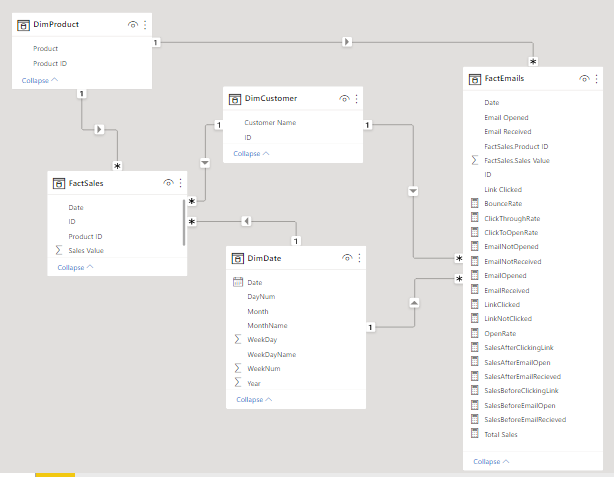 DimProduct
Product
Product ID
Collapse
1
1
*
*
DimCustomer
Customer Name
ID
Collapse
1
1
*
*
FactSales
Date
ID
Product ID
Sales Value
Collapse
*
1
DimDate
Date
DayNum
Month
MonthName
WeekDay
WeekDayName
WeekNum
Year
Collapse
1
*
FactEmails
Date
Email Opened
Email Received
FactSales.Product ID
FactSales.Sales Value
ID
Link Clicked
BounceRate
ClickThroughRate
ClickToOpenRate
EmailNotOpened
EmailNotReceived
EmailOpened
EmailReceived
LinkClicked
LinkNotClicked
OpenRate
SalesAfterClickingLink
SalesAfterEmailOpen
SalesAfterEmailRecieved
SalesBeforeClickingLink
SalesBeforeEmailOpen
SalesBeforeEmailRecieved
Total Sales
Collapse